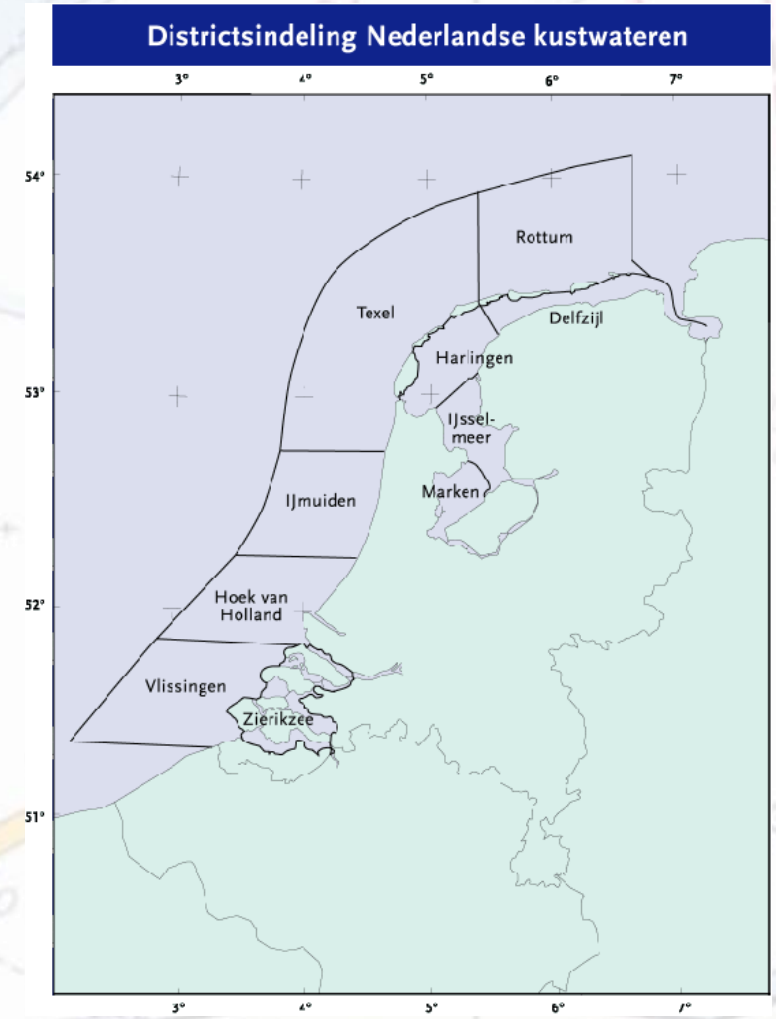 Districtsindeling Nederlandse kustwateren
3° 4° 5° 6° 7°
54°
Rottum
Texel
Delfzijl
Harlingen
53°
IJssel-
meer
Marken
IJmuiden
Hoek van
Holland
52°
Vlissingen
Zierikzee
51°
3° 4° 5° 6° 7°